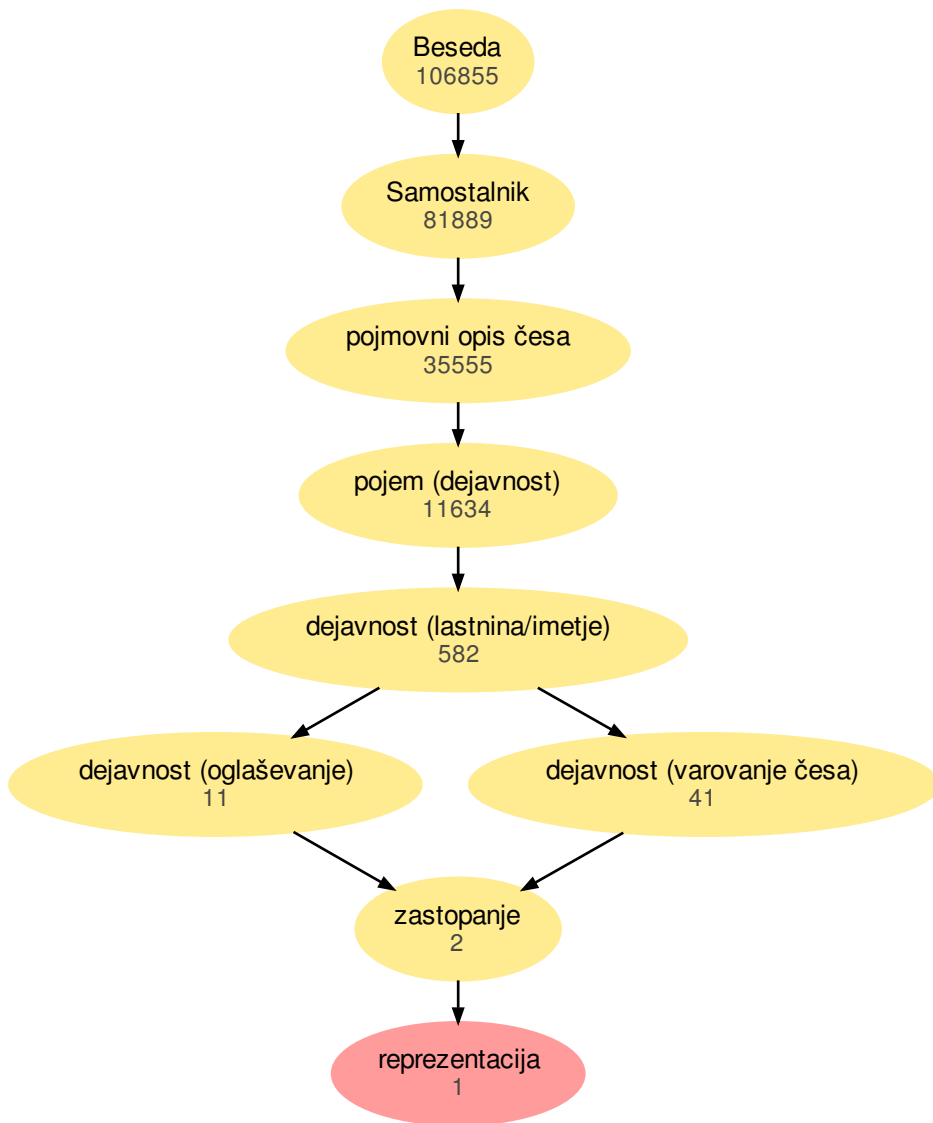 Beseda
106855
Samostalnik
81889
pojmovni opis česa
35555
pojem (dejavnost)
11634
dejavnost (lastnina/imetje)
582
dejavnost (oglaševanje)
11
dejavnost (varovanje česa)
41
zastopanje
2
reprezentacija
1